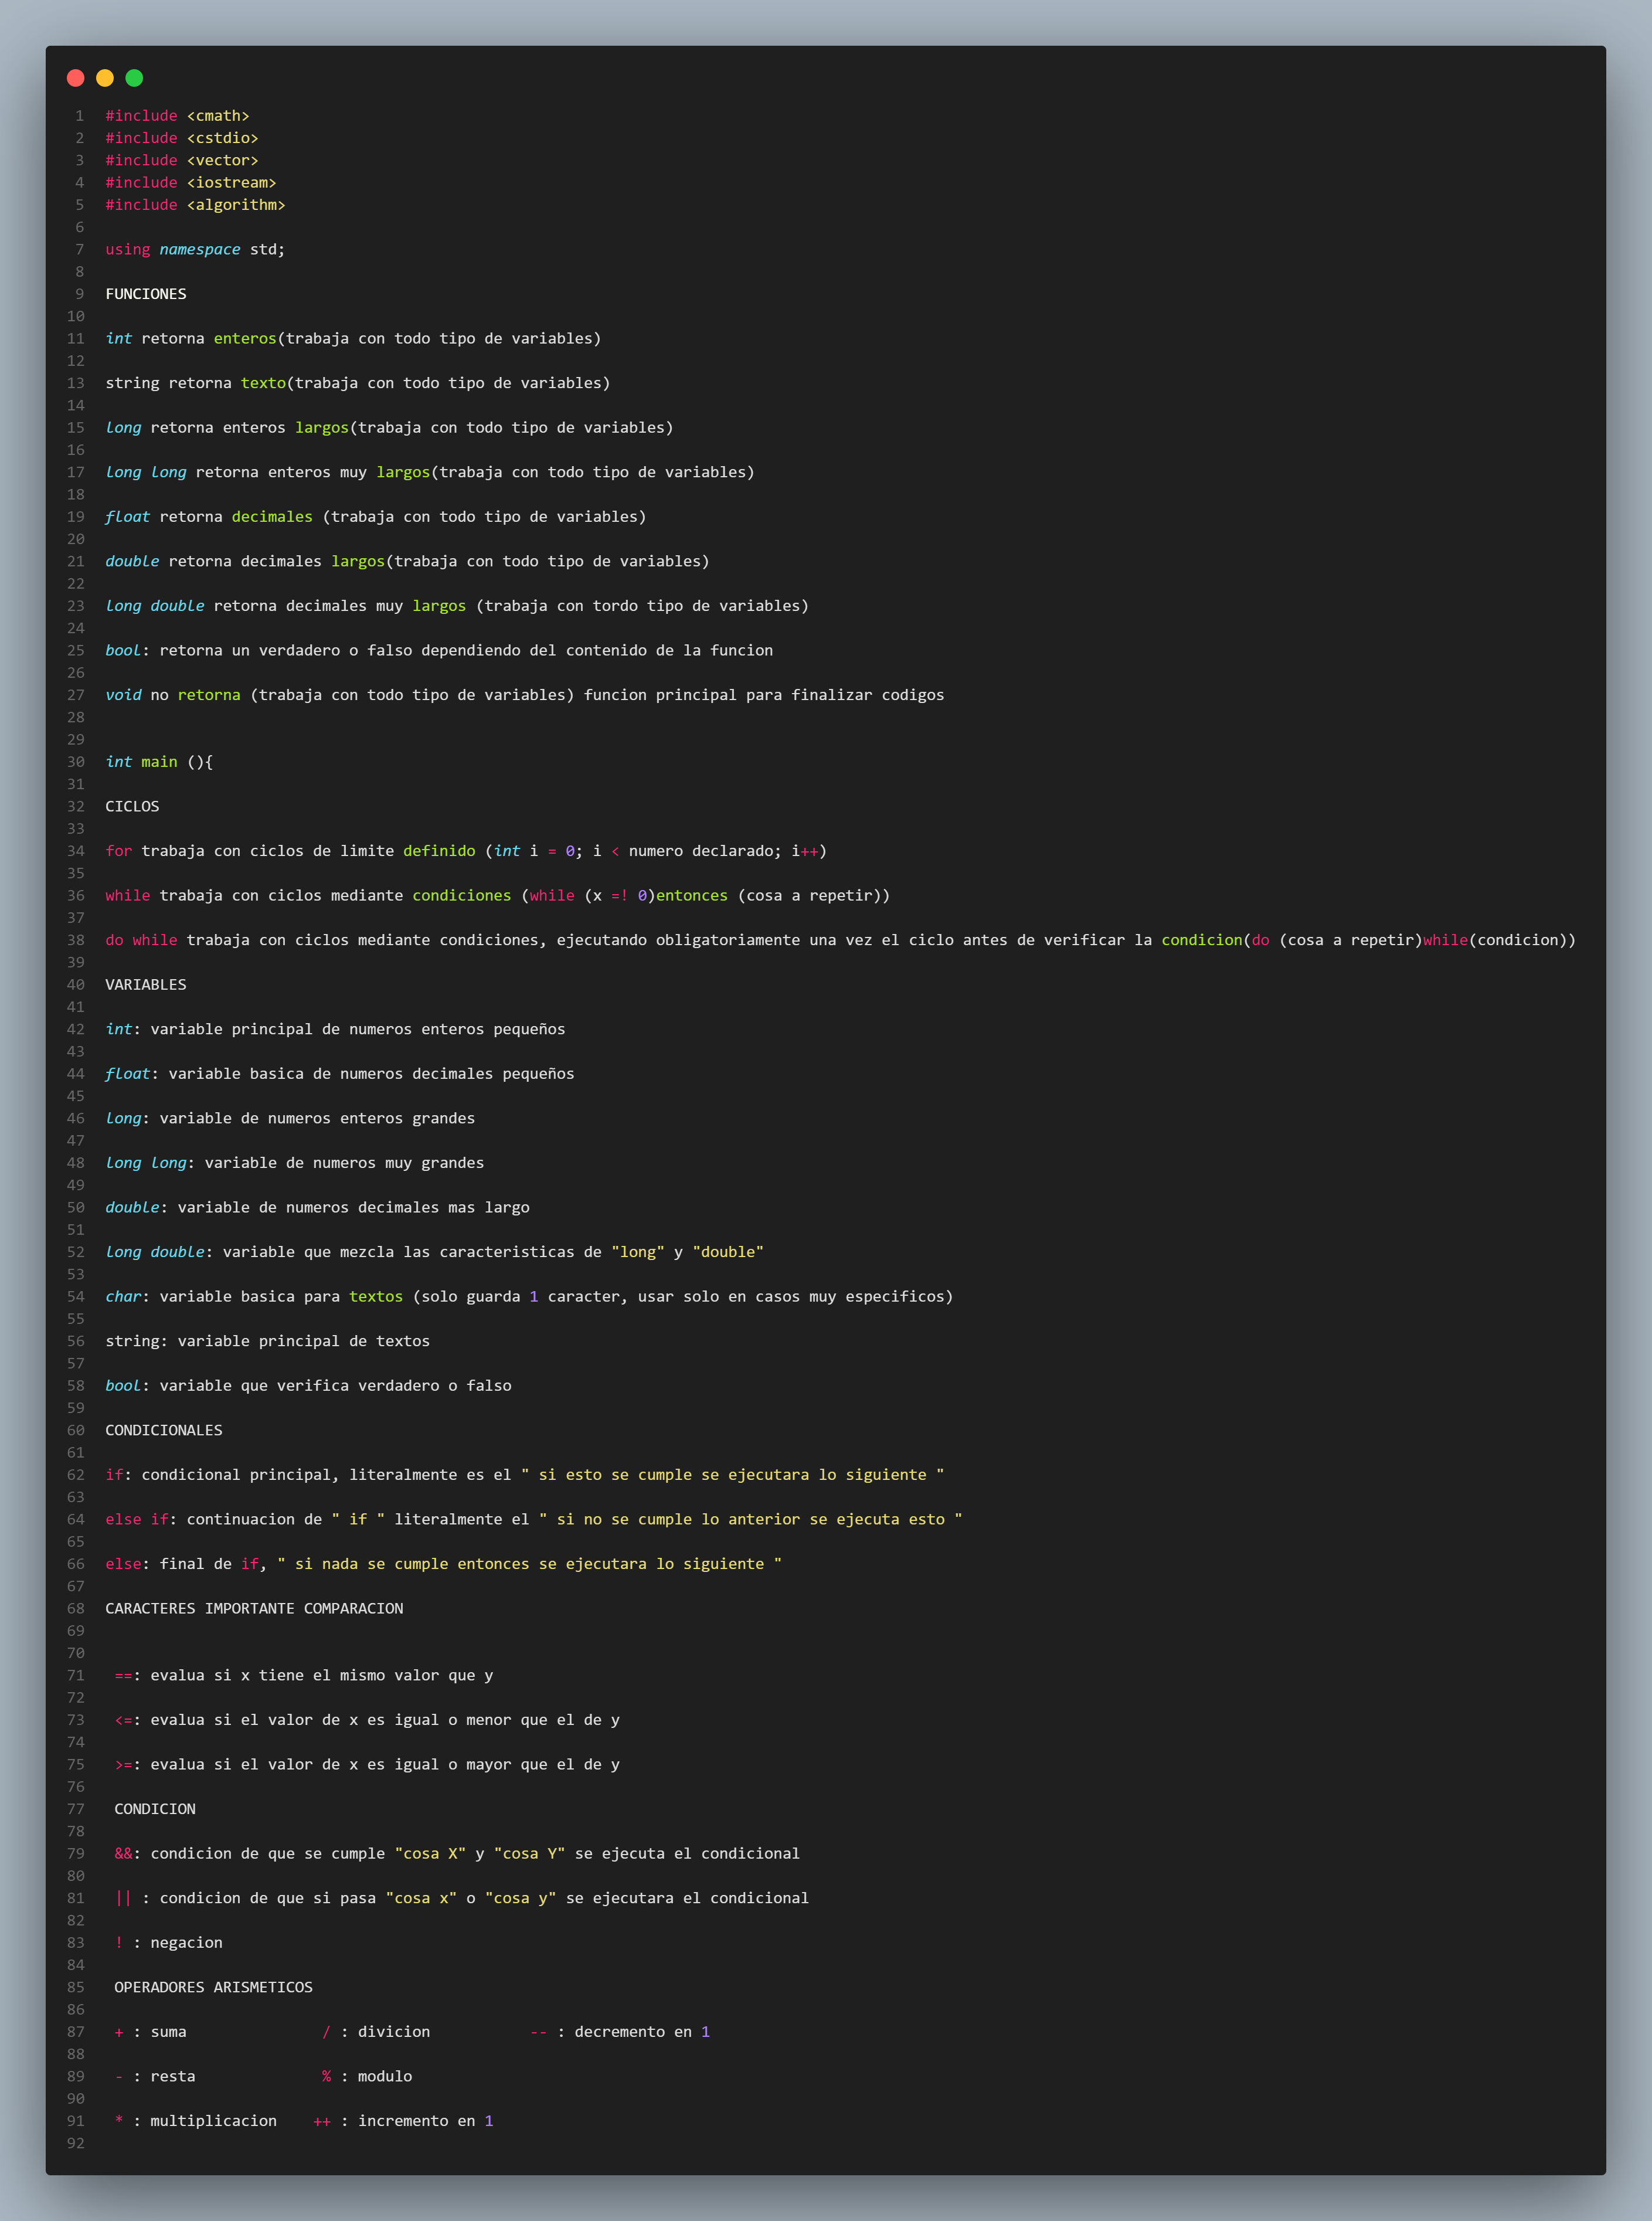 1 #include <cmath>
2 #include <cstdio>
3 #include <vector>
4 #include <iostream>
5 #include <algorithm>
6
7 using namespace std;
8
9 FUNCIONES
10
11 int retorna enteros(trabaja con todo tipo de variables)
12
13 string retorna texto(trabaja con todo tipo de variables)
14
15 long retorna enteros largos(trabaja con todo tipo de variables)
16
17 long long retorna enteros muy largos(trabaja con todo tipo de variables)
18
19 float retorna decimales (trabaja con todo tipo de variables)
20
21 double retorna decimales largos(trabaja con todo tipo de variables)
22
23 long double retorna decimales muy largos (trabaja con tordo tipo de variables)
24
25 bool: retorna un verdadero o falso dependiendo del contenido de la funcion
26
27 void no retorna (trabaja con todo tipo de variables) funcion principal para finalizar codigos
28
29
30 int main (){
31
32 CICLOS
33
34 for trabaja con ciclos de limite definido (int i = 0; i < numero declarado; i++)
35
36 while trabaja con ciclos mediante condiciones (while (x =! 0)entonces (cosa a repetir))
37
38 do while trabaja con ciclos mediante condiciones, ejecutando obligatoriamente una vez el ciclo antes de verificar la condicion(do (cosa a repetir)while(condicion))
39
40 VARIABLES
41
42 int: variable principal de numeros enteros pequeños
43
44 float: variable basica de numeros decimales pequeños
45
46 long: variable de numeros enteros grandes
47
48 long long: variable de numeros muy grandes
49
50 double: variable de numeros decimales mas largo
51
52 long double: variable que mezcla las caracteristicas de "long" y "double"
53
54 char: variable basica para textos (solo guarda 1 caracter, usar solo en casos muy especificos)
55
56 string: variable principal de textos
57
58 bool: variable que verifica verdadero o falso
59
60 CONDICIONALES
61
62 if: condicional principal, literalmente es el " si esto se cumple se ejecutara lo siguiente "
63
64 else if: continuacion de " if " literalmente el " si no se cumple lo anterior se ejecuta esto "
65
66 else: final de if, " si nada se cumple entonces se ejecutara lo siguiente "
67
68 CARACTERES IMPORTANTE COMPARACION
69
70
71 ==: evalua si x tiene el mismo valor que y
72
73 <=: evalua si el valor de x es igual o menor que el de y
74
75 >=: evalua si el valor de x es igual o mayor que el de y
76
77 CONDICION
78
79 &&: condicion de que se cumple "cosa X" y "cosa Y" se ejecuta el condicional
80
81 || : condicion de que si pasa "cosa x" o "cosa y" se ejecutara el condicional
82
83 ! : negacion
84
85 OPERADORES ARISMETICOS
86
87 + : suma / : divicion -- : decremento en 1
88
89 - : resta % : modulo
90
91 * : multiplicacion ++ : incremento en 1
92